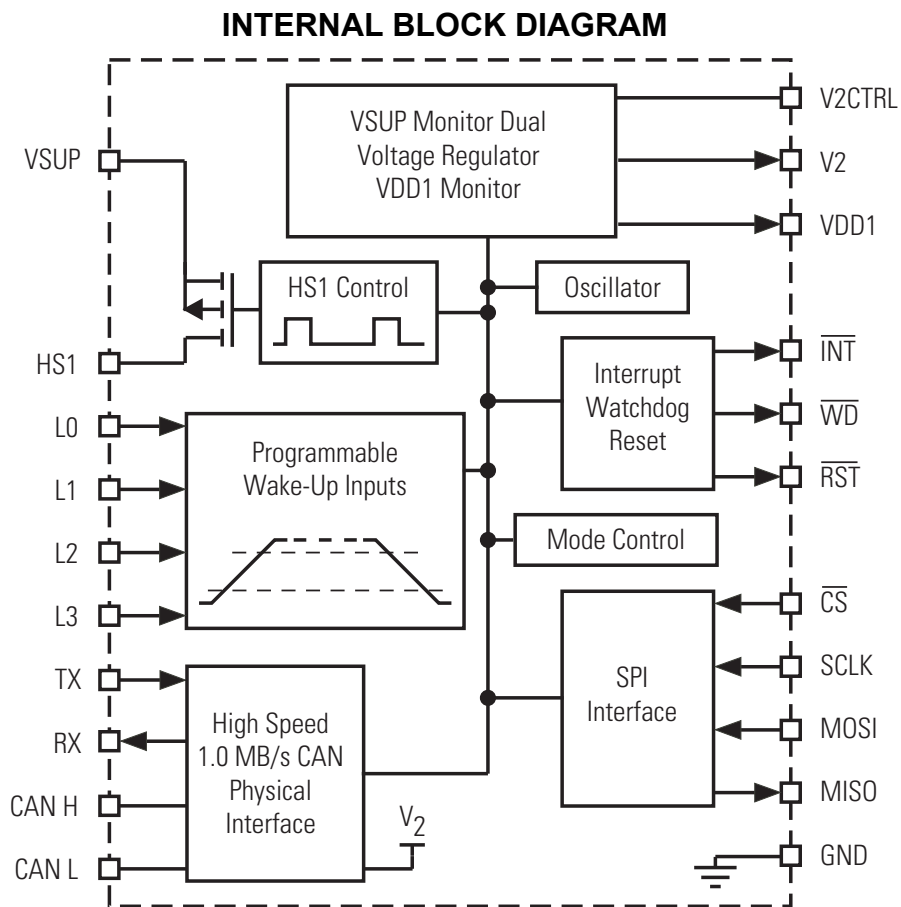 INTERNAL BLOCK DIAGRAM
VSUP Monitor Dual
Voltage Regulator
VDD1 Monitor
V2CTRL
V2
VDD1
VSUP
HS1 Control
Oscillator
HS1
Interrupt
Watchdog
Reset
INT
WD
RST
L0
L1
L2
L3
Programmable
Wake-Up Inputs
Mode Control
SPI
Interface
CS
SCLK
MOSI
MISO
TX
RX
CAN H
CAN L
High Speed
1.0 MB/s CAN
Physical
Interface
V2
GND